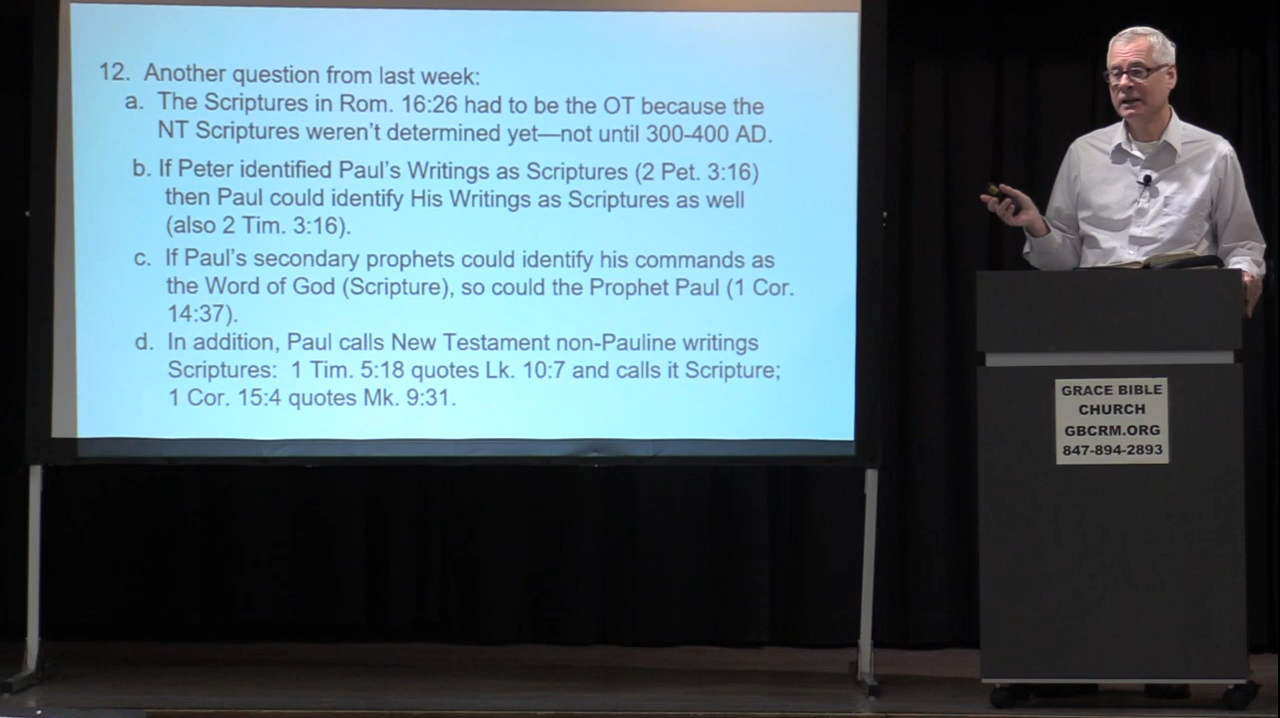 12. Another question from last week:
a. The Scriptures in Rom. 16:26 had to be the OT because the
NT Scriptures weren't determined yet—not until 300-400 AD.
b. If Peter identified Paul's Writings as Scriptures (2 Pet. 3:16)
then Paul could identify His Writings as Scriptures as well
(also 2 Tim. 3:16).
c. If Paul's secondary prophets could identify his commands as
the Word of God (Scripture), so could the Prophet Paul (1 Cor.
14:37).
d. In addition, Paul calls New Testament non-Pauline writings
Scriptures: 1 Tim. 5:18 quotes Lk. 10:7 and calls it Scripture;
1 Cor. 15:4 quotes Mk. 9:31.
GRACE BIBLE
CHURCH
GBCRM.ORG
847-894-2893